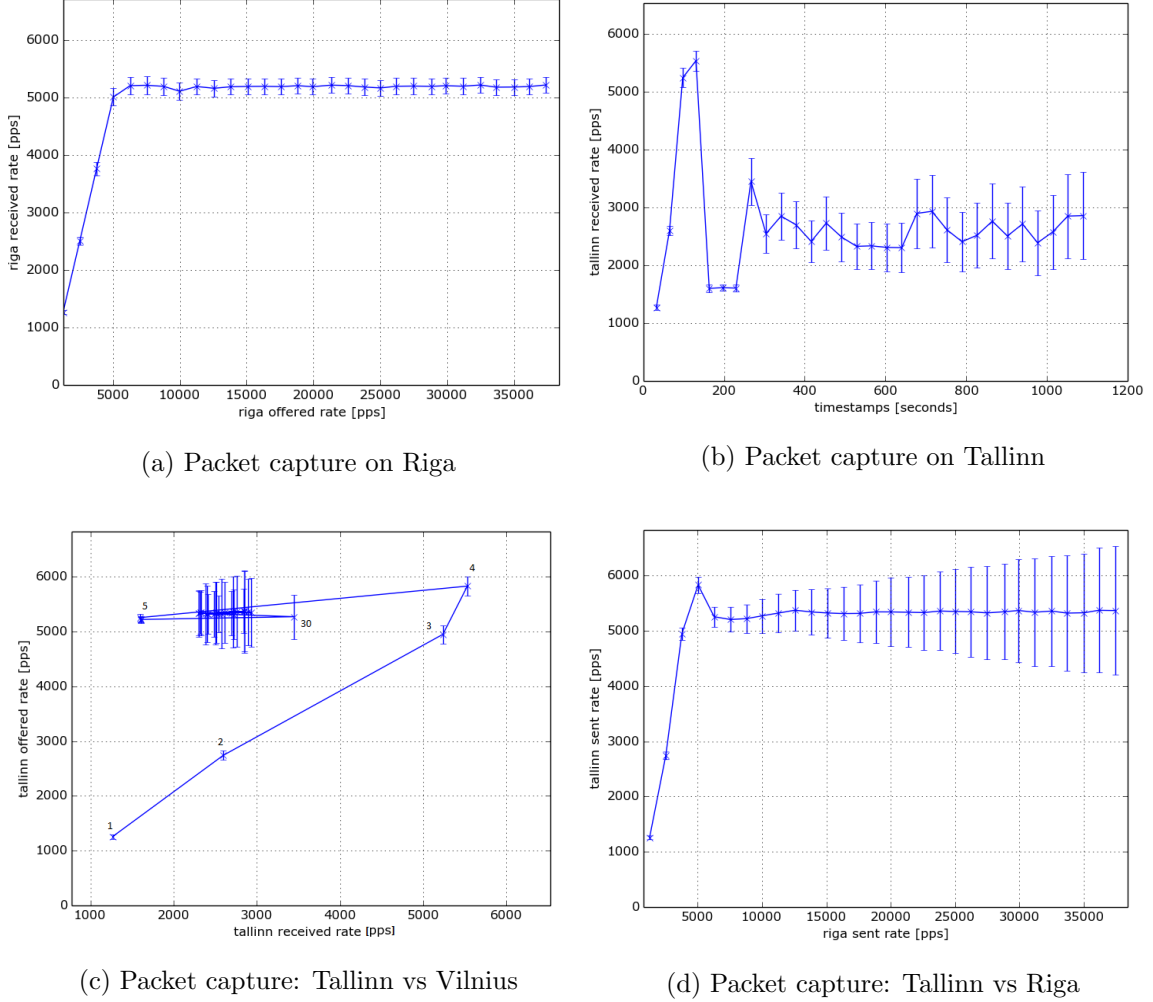 6000
5000
4000
3000
2000
1000
0
riga received rate [pps]
5000 10000 15000 20000 25000 30000 35000
riga offered rate [pps]
(a) Packet capture on Riga
6000
5000
4000
3000
2000
1000
0
tallinn received rate [pps]
0 200 400 600 800 1000 1200
timestamps [seconds]
(b) Packet capture on Tallinn
6000
5000
4000
3000
2000
1000
0
tallinn offered rate [pps]
1
2
3
4
5
30
1000 2000 3000 4000 5000 6000
tallinn received rate [pps]
(c) Packet capture: Tallinn vs Vilnius
6000
5000
4000
3000
2000
1000
0
tallinn sent rate [pps]
5000 10000 15000 20000 25000 30000 35000
riga sent rate [pps]
(d) Packet capture: Tallinn vs Riga